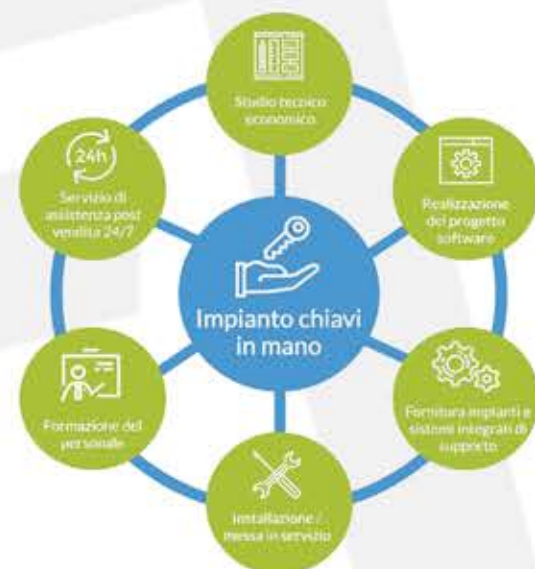 Studio tecnico
economico
24h
Servizio di
assistenza post
vendita 24/7
Realizzazione
del progetto
software
Impianto chiavi
in mano
Formazione del
personale
Fornitura impianti e
sistemi integrati di
supporto
Installazione /
messa in servizio